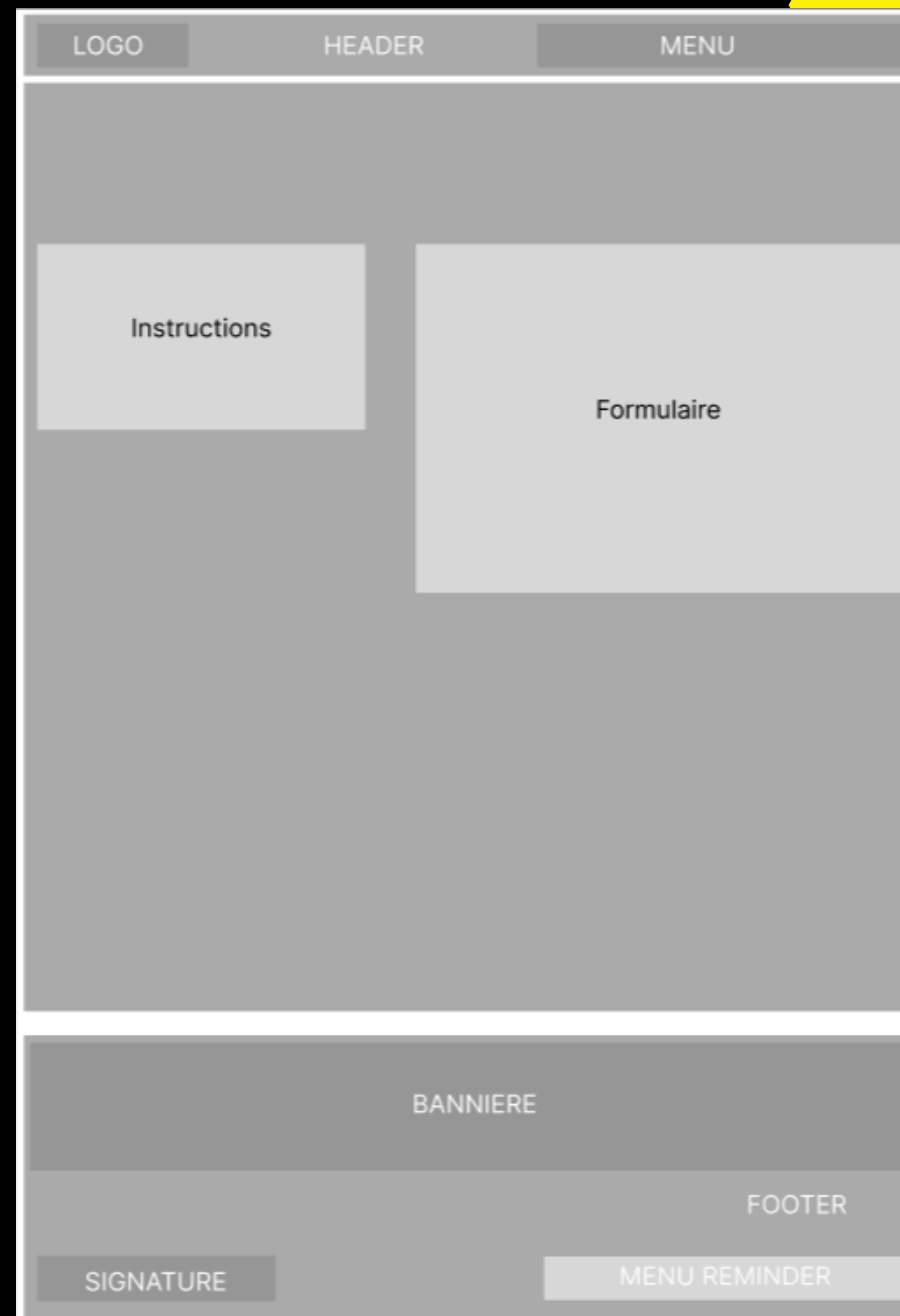 LOGO HEADER MENU
Instructions
Formulaire
BANNIERE
FOOTER
SIGNATURE MENU REMINDER